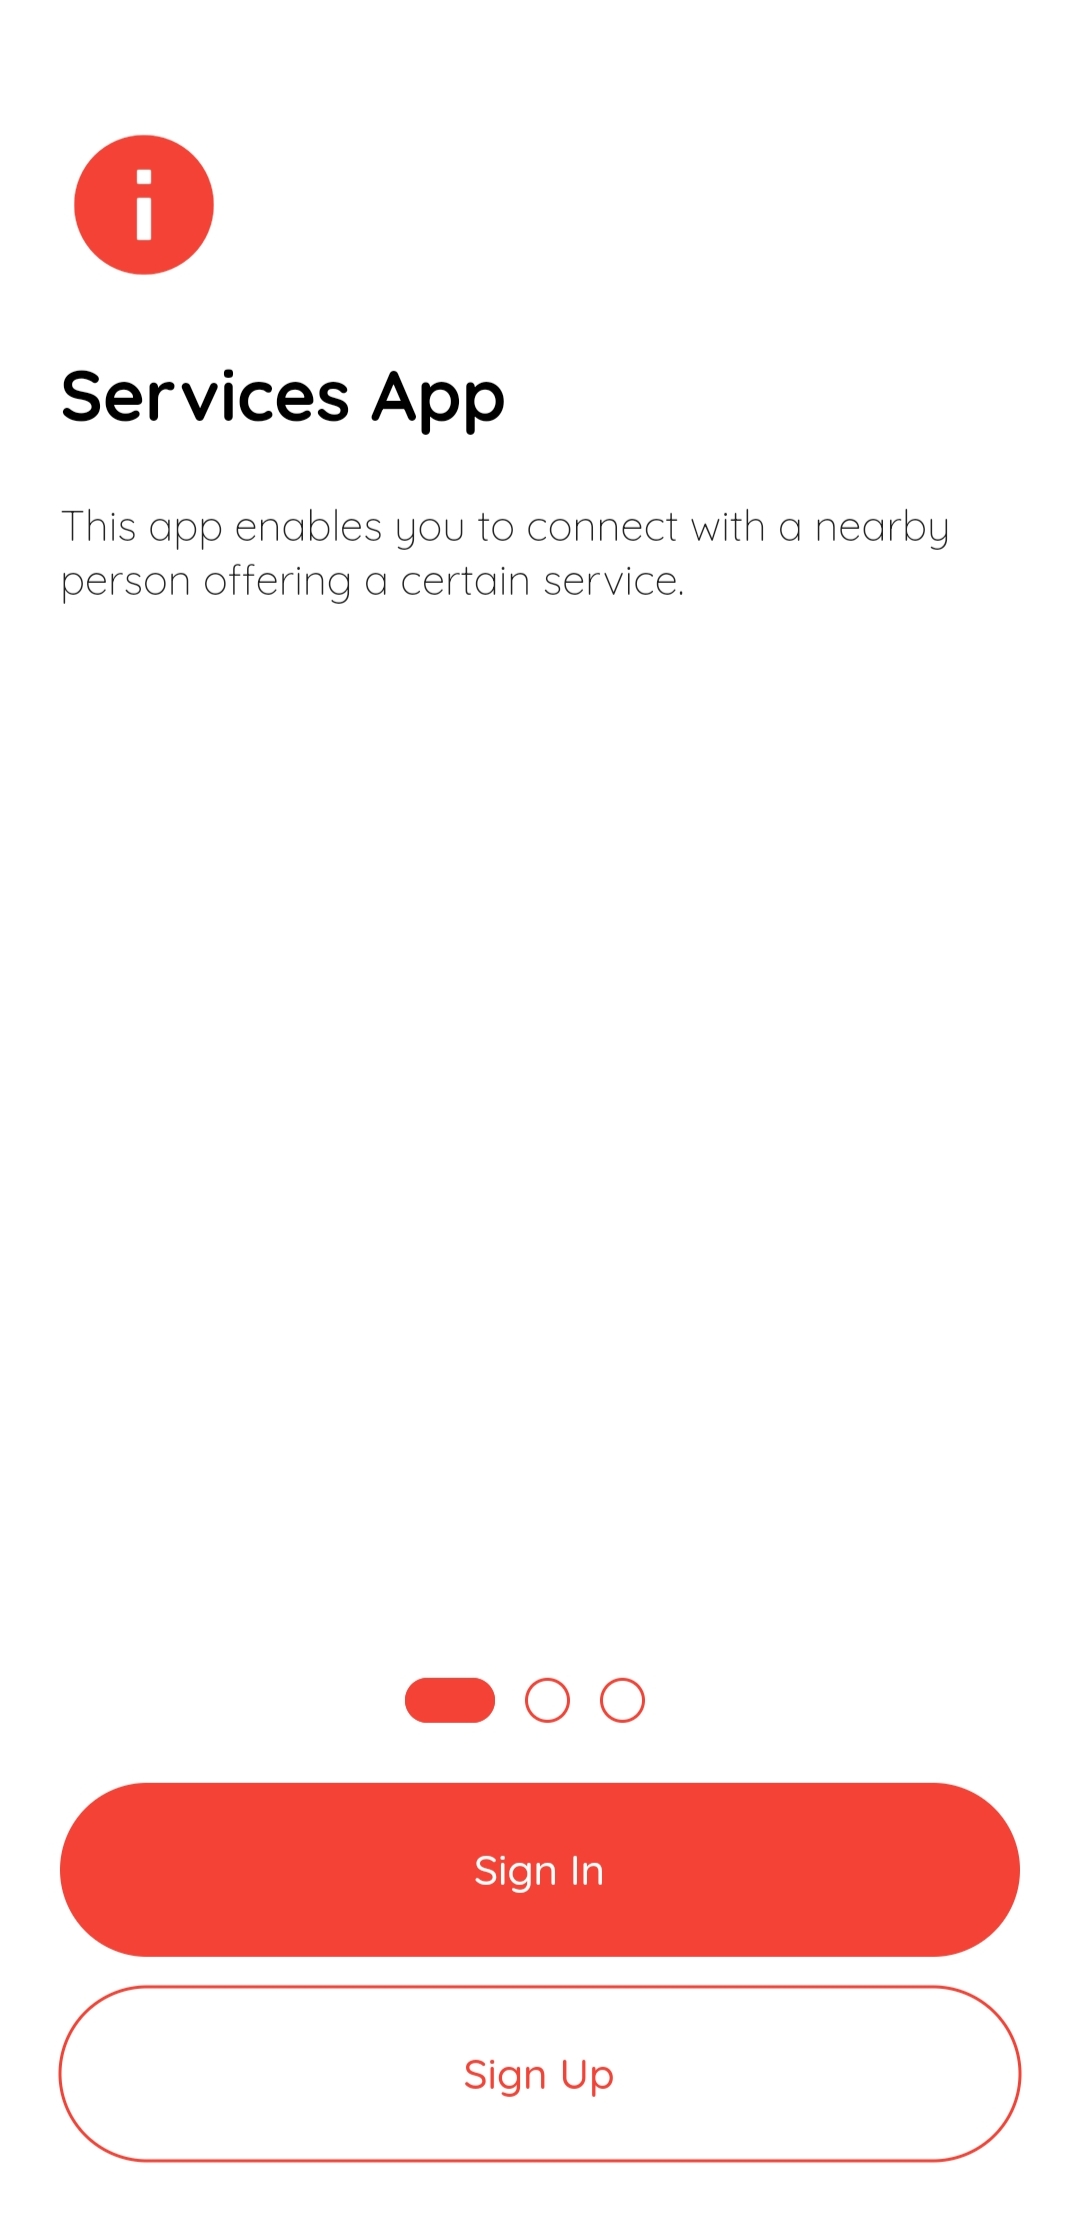 Services App
This app enables you to connect with a nearby
person offering a certain service.
Sign In
Sign Up